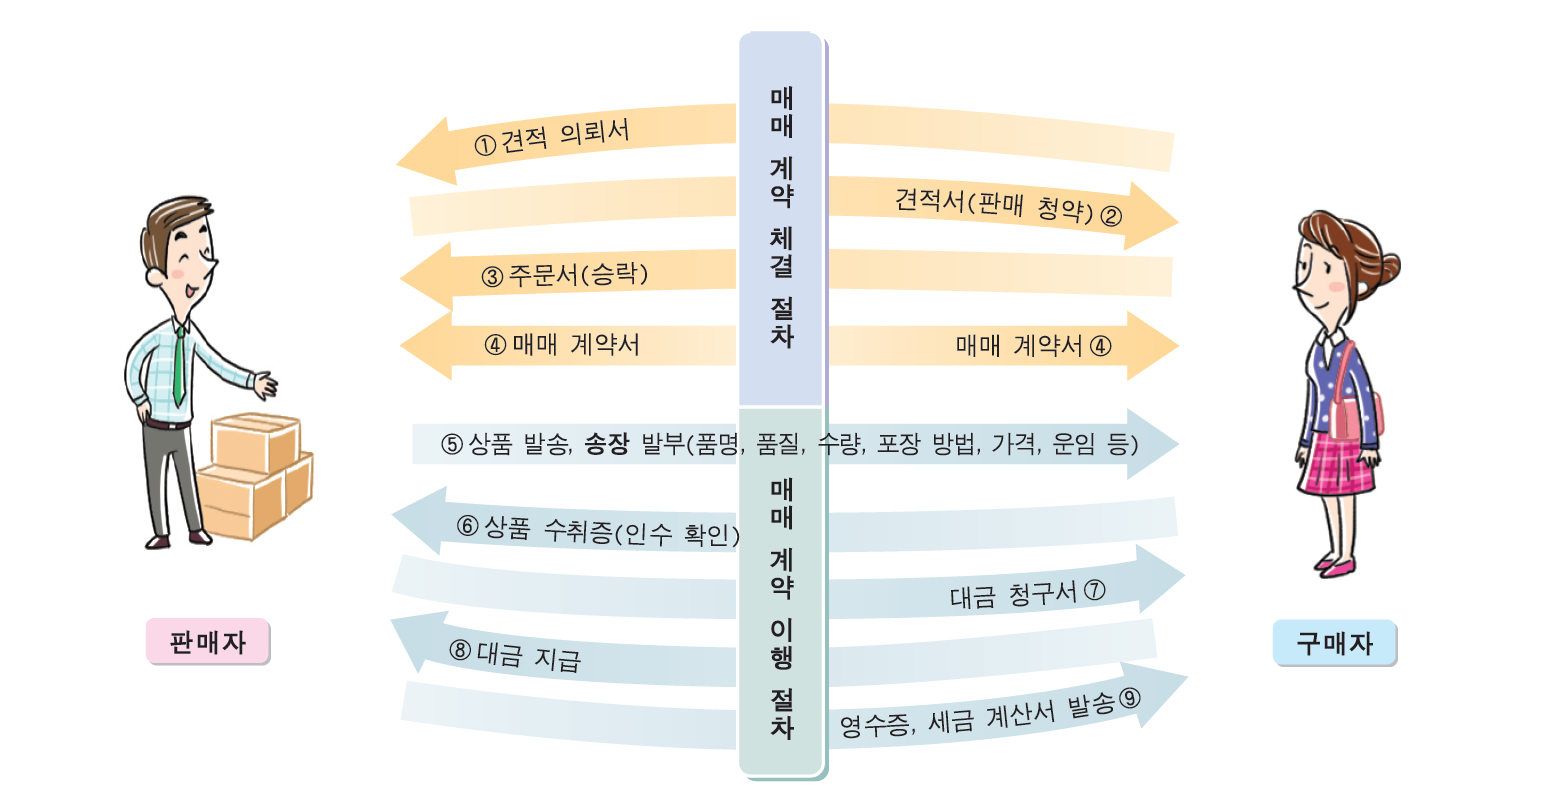 매매 계약 체결 절차
① 견적 의뢰서
견적서(판매 청약) ②
③ 주문서(승락)
④ 매매 계약서
매매 계약서 ④
매매 계약 이행 절차
⑤ 상품 발송, 송장 발부(품명, 품질, 수량, 포장 방법, 가격, 운임 등)
⑥ 상품 수취증(인수 확인)
대금 청구서 ⑦
⑧ 대금 지급
영수증, 세금 계산서 발송 ⑨
판매자
구매자